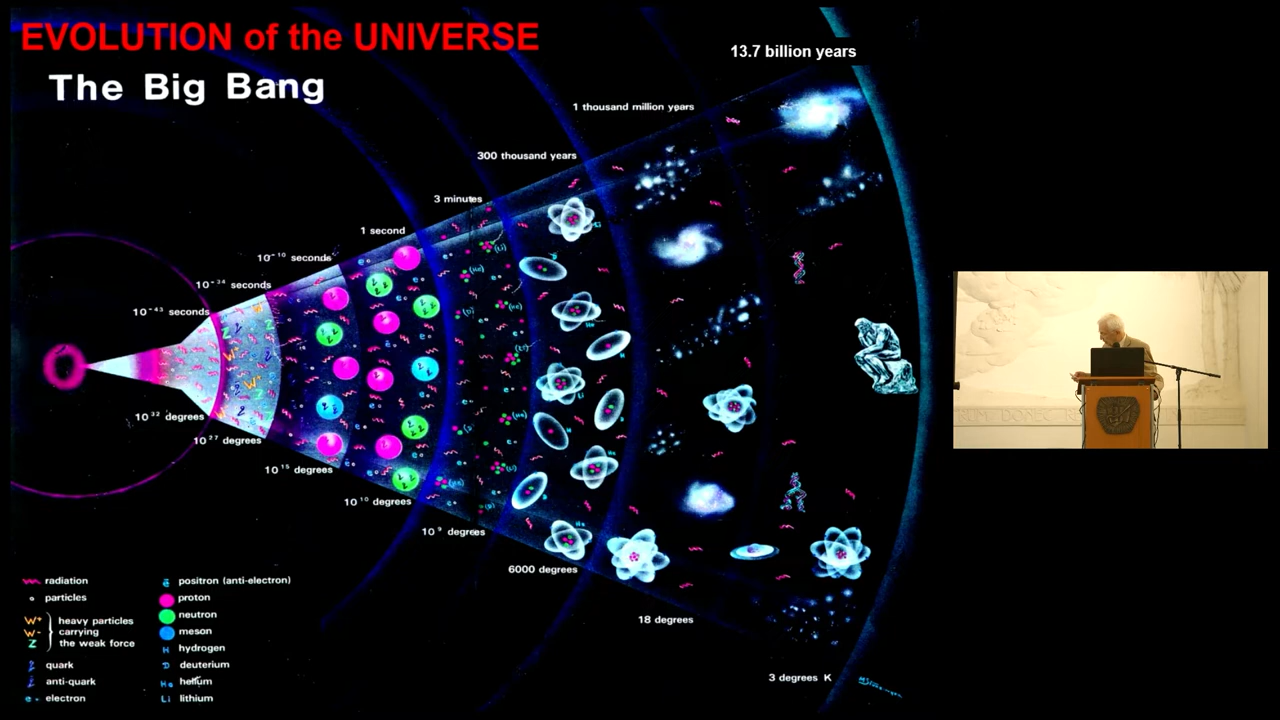 EVOLUTION of the UNIVERSE
The Big Bang
13.7 billion years
1 thousand million years
300 thousand years
3 minutes
1 second
10⁻¹⁰ seconds
10⁻³⁴ seconds
10⁻⁴³ seconds
10³² degrees
10²⁷ degrees
10¹⁵ degrees
10¹⁰ degrees
10⁹ degrees
6000 degrees
18 degrees
3 degrees K
radiation
particles
W+
W-
Z
heavy particles
carrying
the weak force
quark
anti-quark
electron
positron (anti-electron)
proton
neutron
meson
H hydrogen
D deuterium
He helium
Li lithium